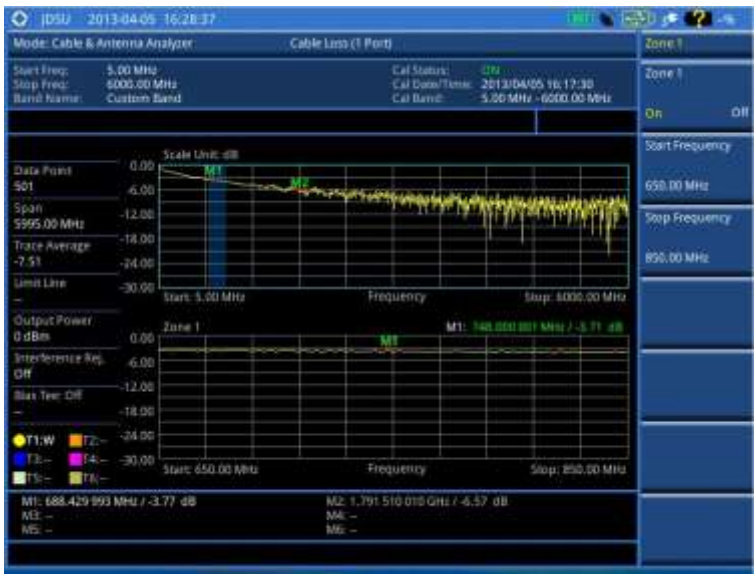 JDSU 2013-04-05 16:28:37
Mode: Cable & Antenna Analyzer Cable Loss (1 Port)
Start Freq: 5.00 MHz Cal Status: ON
Stop Freq: 6000.00 MHz Cal Date/Time: 2013/04/05 16:17:30
Band Name: Custom Band Cal Band: 5.00 MHz - 6000.00 MHz
Zone 1
Zone 1
On Off
Start Frequency
650.00 MHz
Stop Frequency
850.00 MHz
Data Point
501
Span
5995.00 MHz
Trace Average
-7.51
Limit Line
--
Output Power
0 dBm
Interference Rej.
Off
Bias Tee: Off
--
T1:W T2:--
T3:-- T4:--
T5:-- T6:--
Scale Unit: dB
0.00
-6.00
-12.00
-18.00
-24.00
-30.00
M1 M2
Start: 5.00 MHz Frequency Stop: 6000.00 MHz
Zone 1 M1: 748.000 001 MHz / -3.71 dB
0.00
-6.00
-12.00
-18.00
-24.00
-30.00
M1
Start: 650.00 MHz Frequency Stop: 850.00 MHz
M1: 688.429 993 MHz / -3.77 dB M2: 1.791 510 010 GHz / -6.57 dB
M3: -- M4: --
M5: -- M6: --